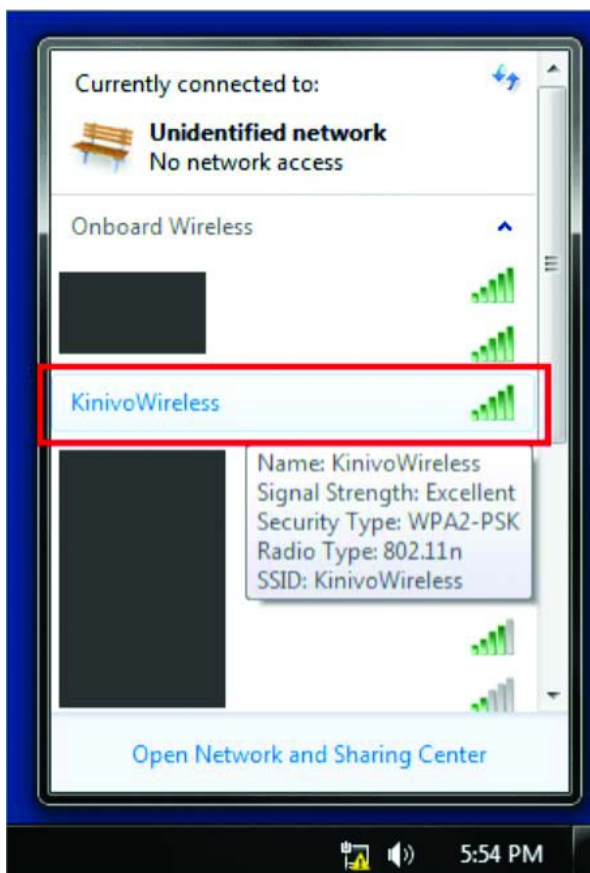 Currently connected to:
Unidentified network
No network access
Onboard Wireless
KinivoWireless
Name: KinivoWireless
Signal Strength: Excellent
Security Type: WPA2-PSK
Radio Type: 802.11n
SSID: KinivoWireless
Open Network and Sharing Center
5:54 PM